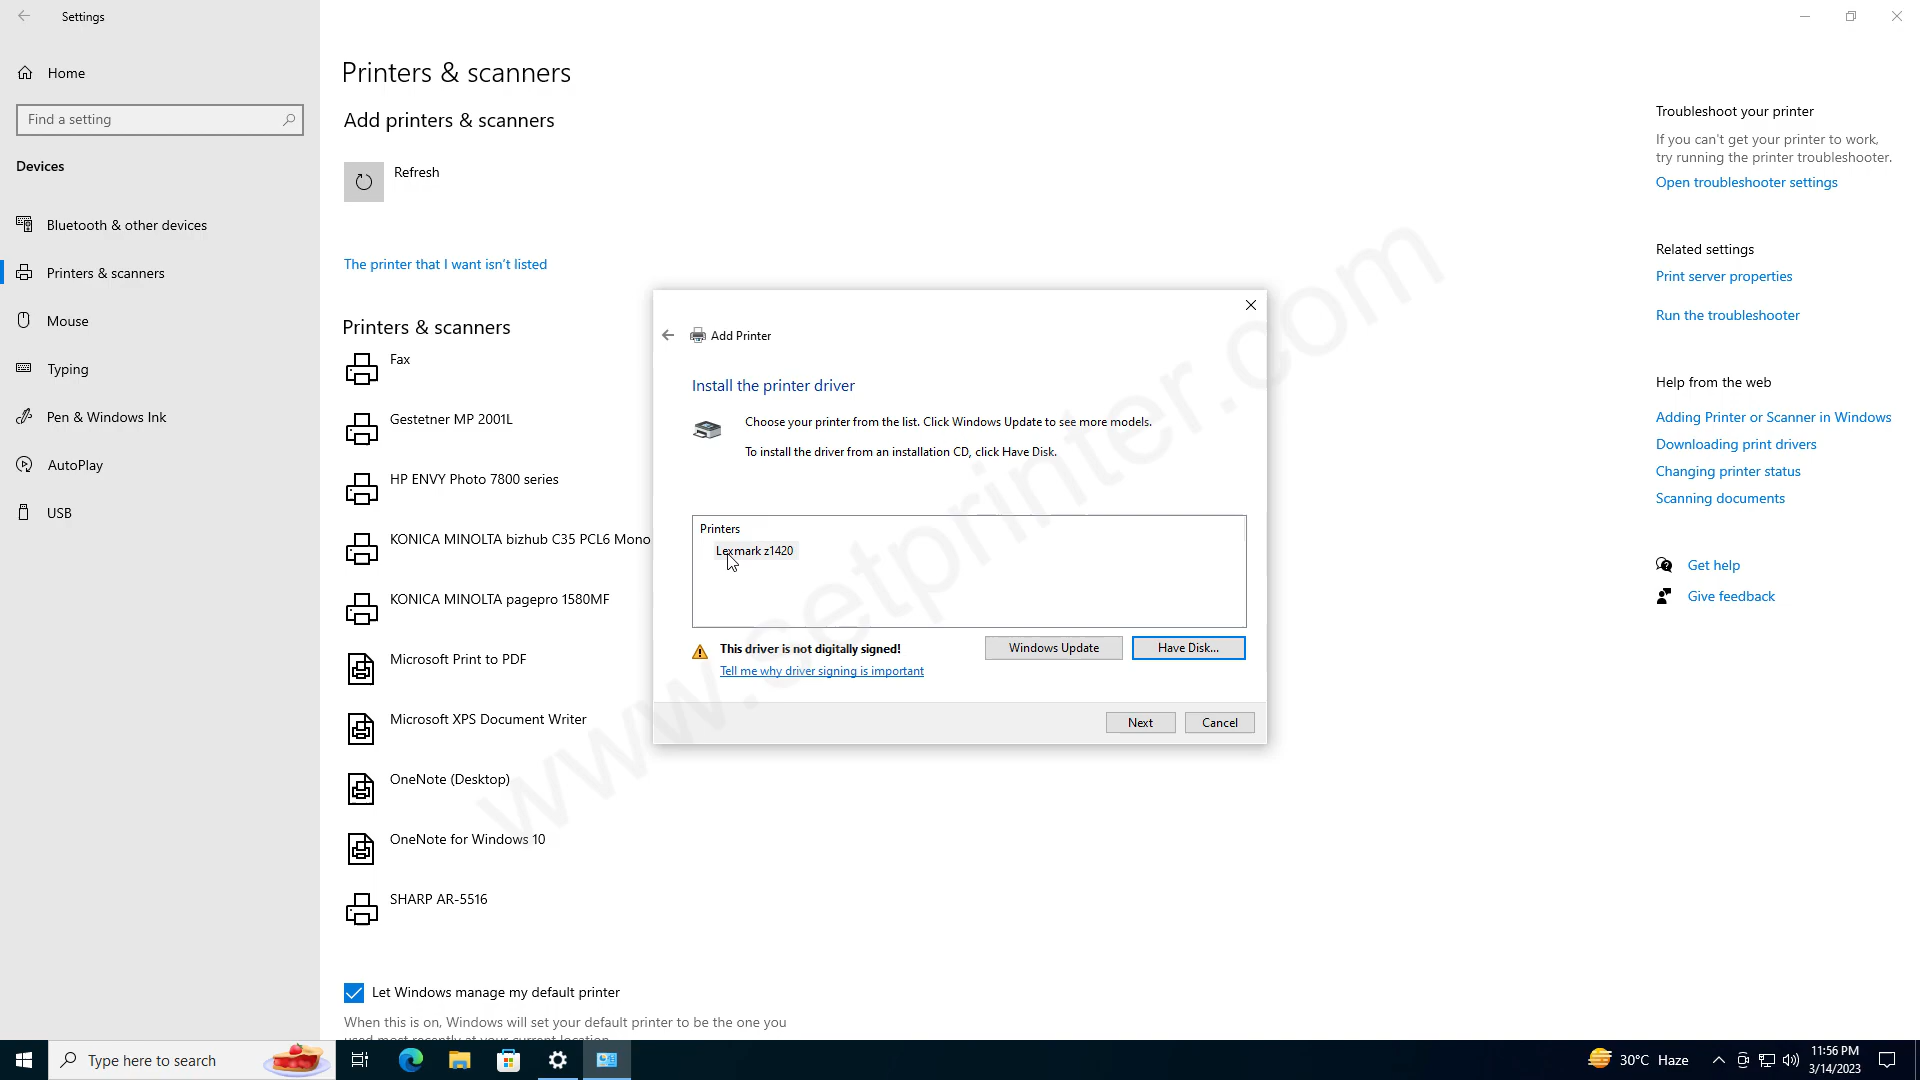 Settings
Home
Find a setting
Devices
Bluetooth & other devices
Printers & scanners
Mouse
Typing
Pen & Windows Ink
AutoPlay
USB
Printers & scanners
Add printers & scanners
Refresh
The printer that I want isn't listed
Printers & scanners
Fax
Gestetner MP 2001L
HP ENVY Photo 7800 series
KONICA MINOLTA bizhub C35 PCL6 Mono
KONICA MINOLTA pagepro 1580MF
Microsoft Print to PDF
Microsoft XPS Document Writer
OneNote (Desktop)
OneNote for Windows 10
SHARP AR-5516
Let Windows manage my default printer
When this is on, Windows will set your default printer to be the one you
used most recently at your current location.
Add Printer
Install the printer driver
Choose your printer from the list. Click Windows Update to see more models.
To install the driver from an installation CD, click Have Disk.
Printers
Lexmark z1420
This driver is not digitally signed!
Tell me why driver signing is important
Windows Update
Have Disk...
Next
Cancel
www.setprinter.com
Troubleshoot your printer
If you can't get your printer to work,
try running the printer troubleshooter.
Open troubleshooter settings
Related settings
Print server properties
Run the troubleshooter
Help from the web
Adding Printer or Scanner in Windows
Downloading print drivers
Changing printer status
Scanning documents
Get help
Give feedback
Type here to search
30°C Haze
11:56 PM
3/14/2023